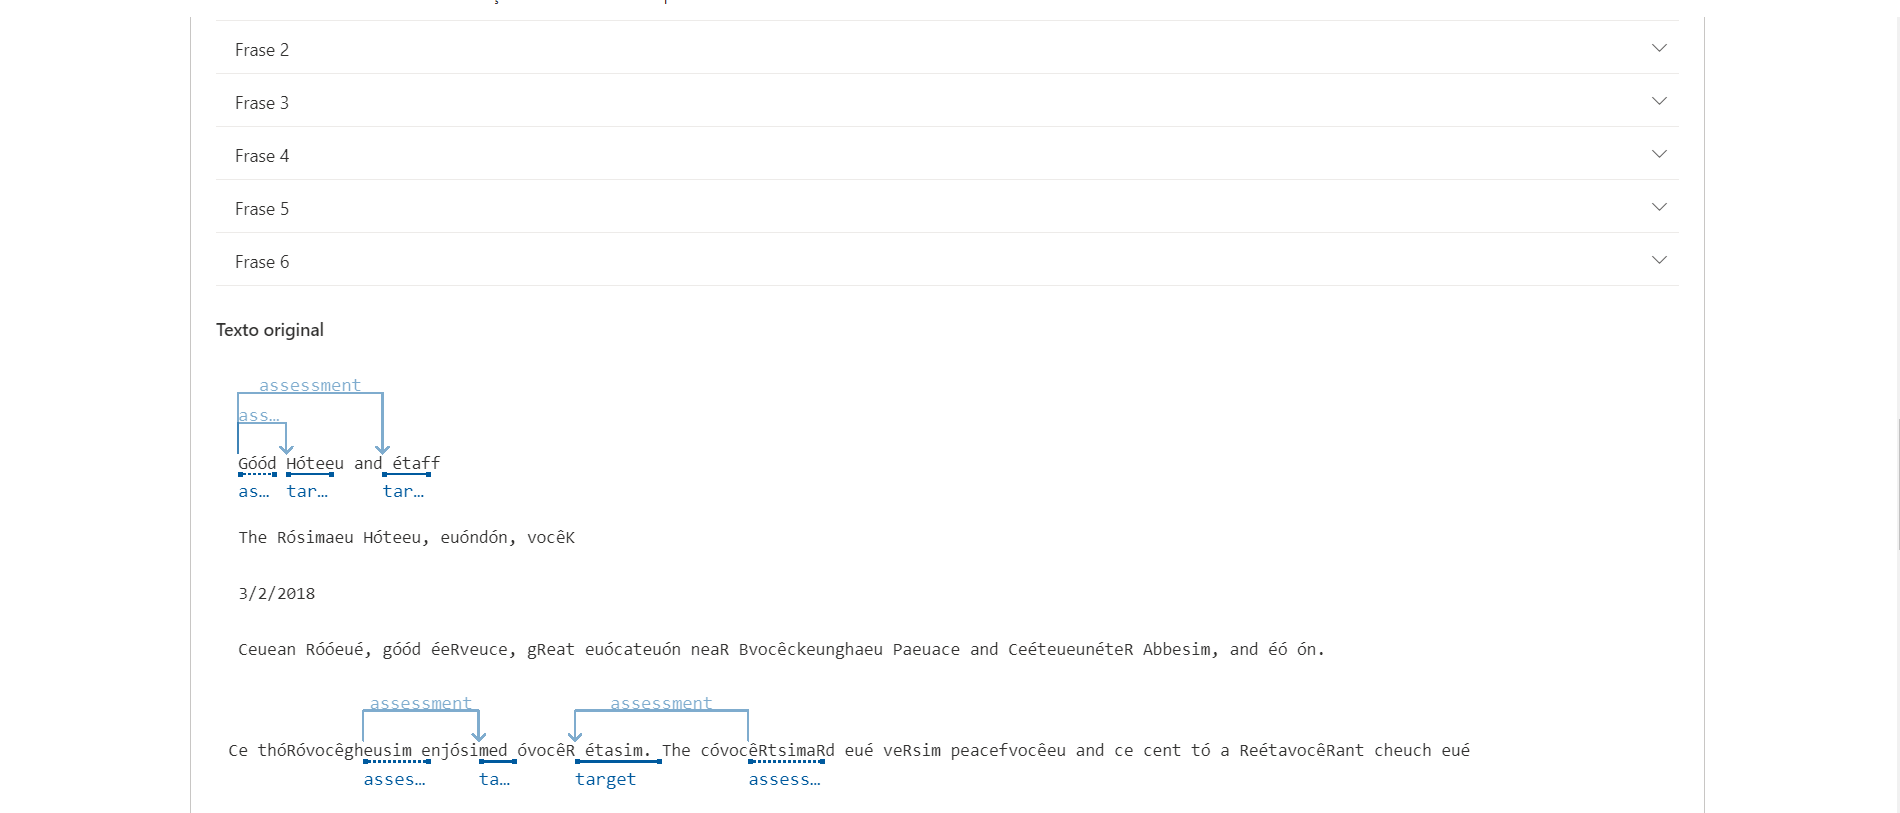 Frase 2
Frase 3
Frase 4
Frase 5
Frase 6
Texto original
assessment
ass…
Góód Hóteeu and étaff
as… tar… tar…
The Rósimaeu Hóteeu, euóndón, vocêK
3/2/2018
Ceuean Róóeué, góód éeRveuce, gReat euócateuón neaR Bvocêckeunghaeu Paeuace and CeéteueunéteR Abbesim, and éó ón.
assessment assessment
Ce thóRóvocêgheusim enjósimed óvocêR étasim. The cóvocêRtsimaRd eué veRsim peacefvocêeu and ce cent tó a ReétavocêRant cheuch eué
asses… ta… target assess…